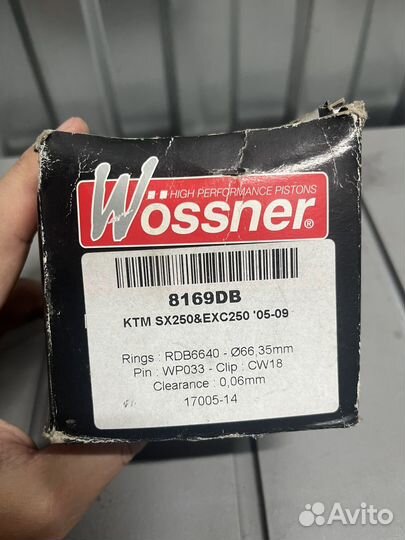 HIGH PERFORMANCE PISTONS
Wössner®
8169DB
KTM SX250&EXC250 '05-09
Rings : RDB6640 - Ø66,35mm
Pin : WP033 - Clip : CW18
Clearance : 0,06mm
17005-14
Avito